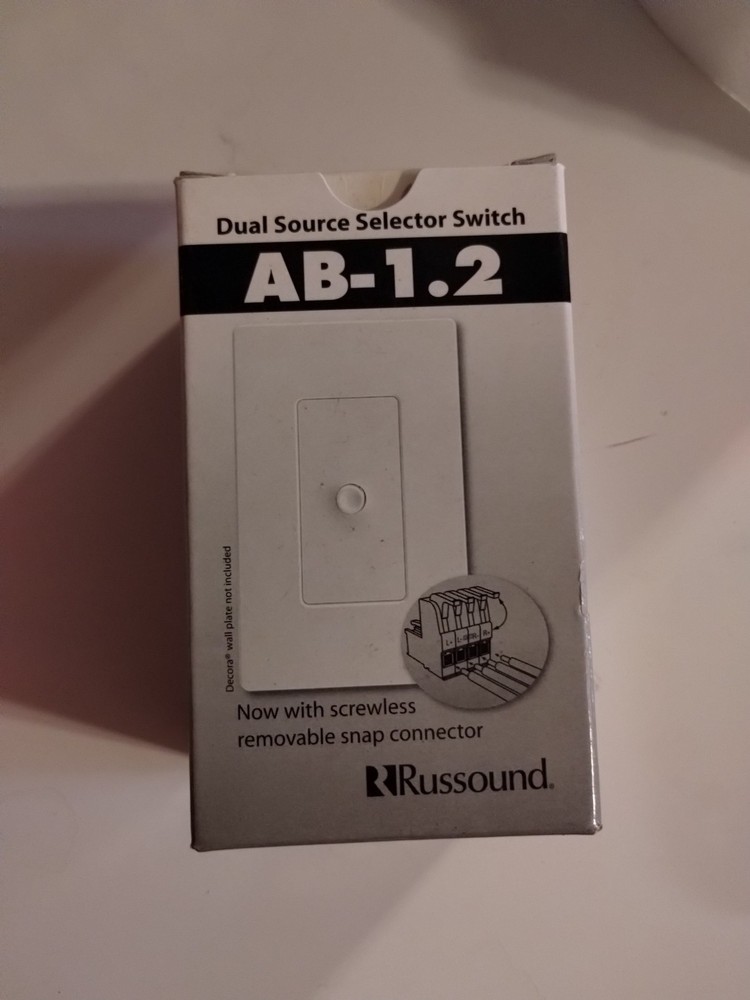 Dual Source Selector Switch
AB-1.2
Decora® wall plate not included
Now with screwless
removable snap connector
Russound®